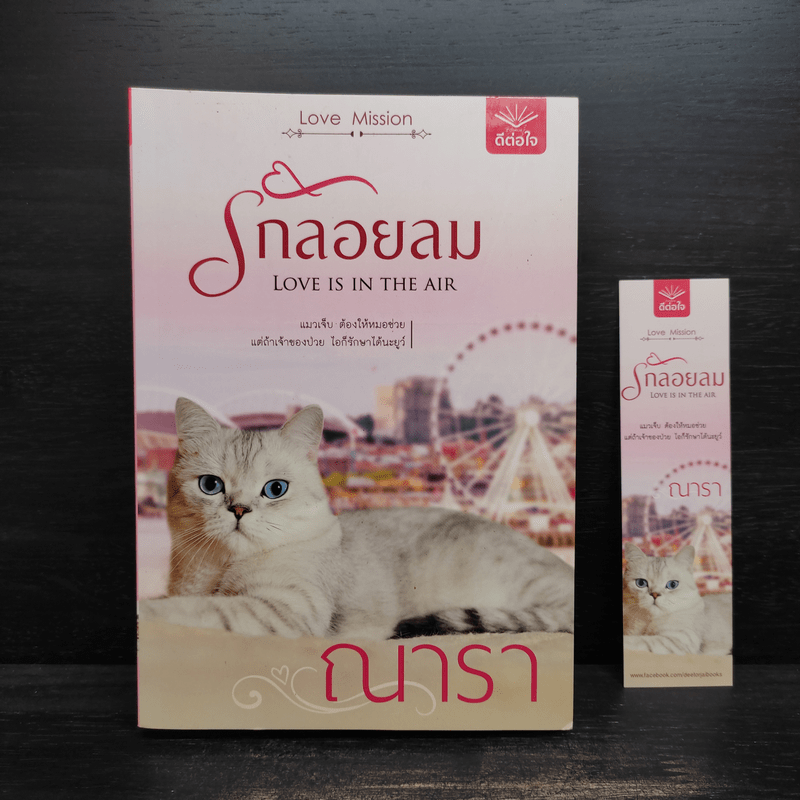 Love Mission
ดีต่อใจ
รักลอยลม
LOVE IS IN THE AIR
แมวเจ็บ ต้องให้หมอช่วย
แต่ถ้าเจ้าของป่วย ไอก็รักษาได้นะยูว์
ณารา
ดีต่อใจ
Love Mission
รักลอยลม
LOVE IS IN THE AIR
แมวเจ็บ ต้องให้หมอช่วย
แต่ถ้าเจ้าของป่วย ไอก็รักษาได้นะยูว์
ณารา
www.facebook.com/deetorjaibooks